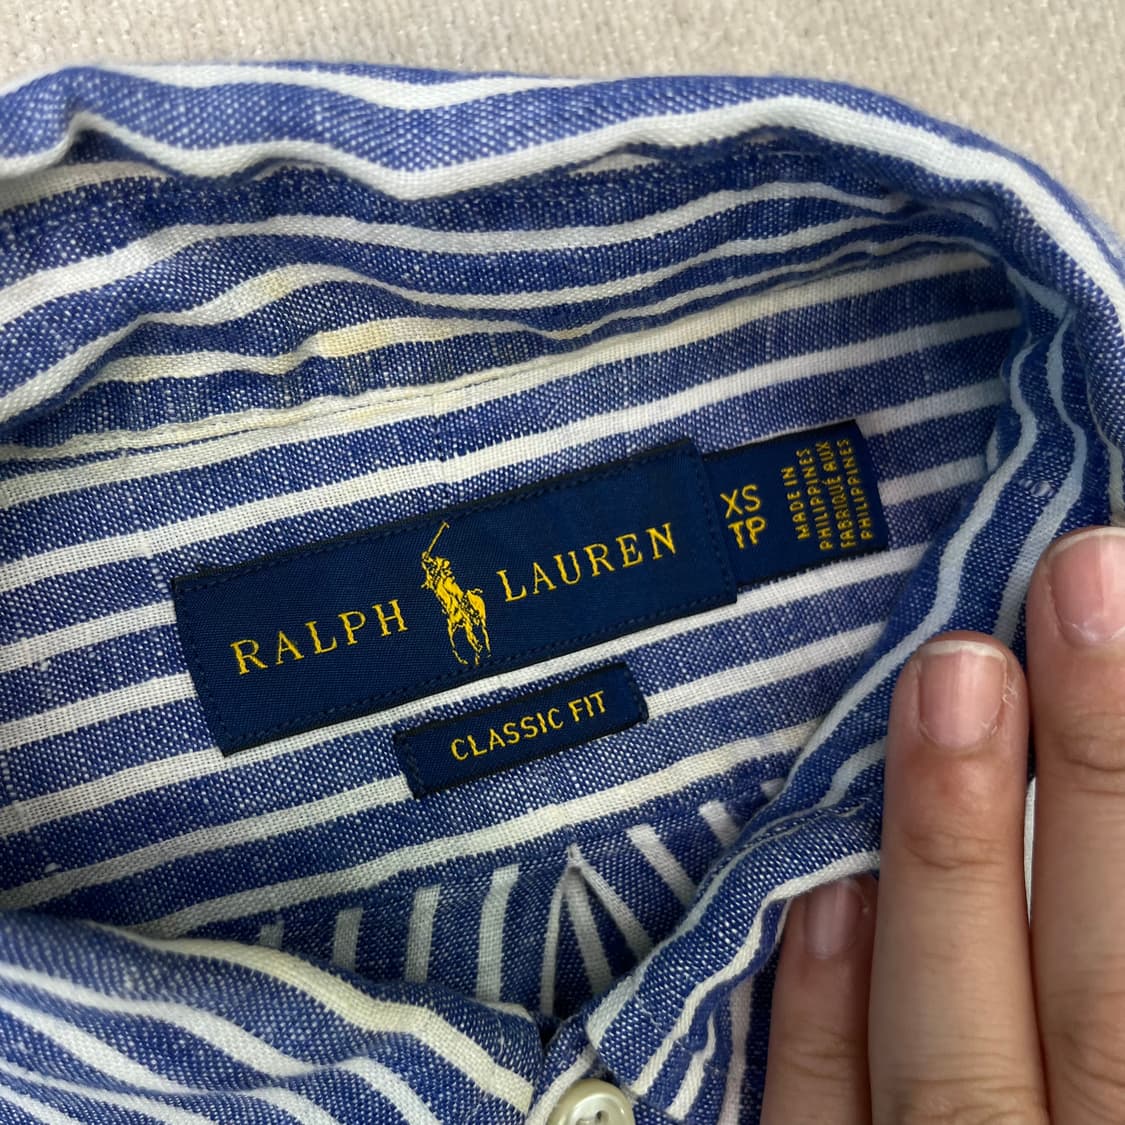 RALPH LAUREN
XS
TP
MADE IN
PHILIPPINES
FABRIQUÉ AUX
PHILIPPINES
CLASSIC FIT